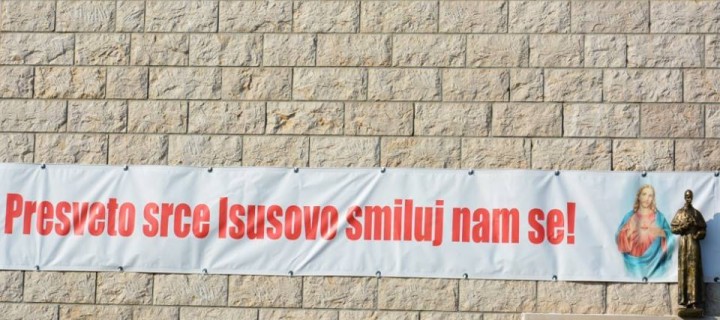 Presveto srce Isusovo smiluj nam se!